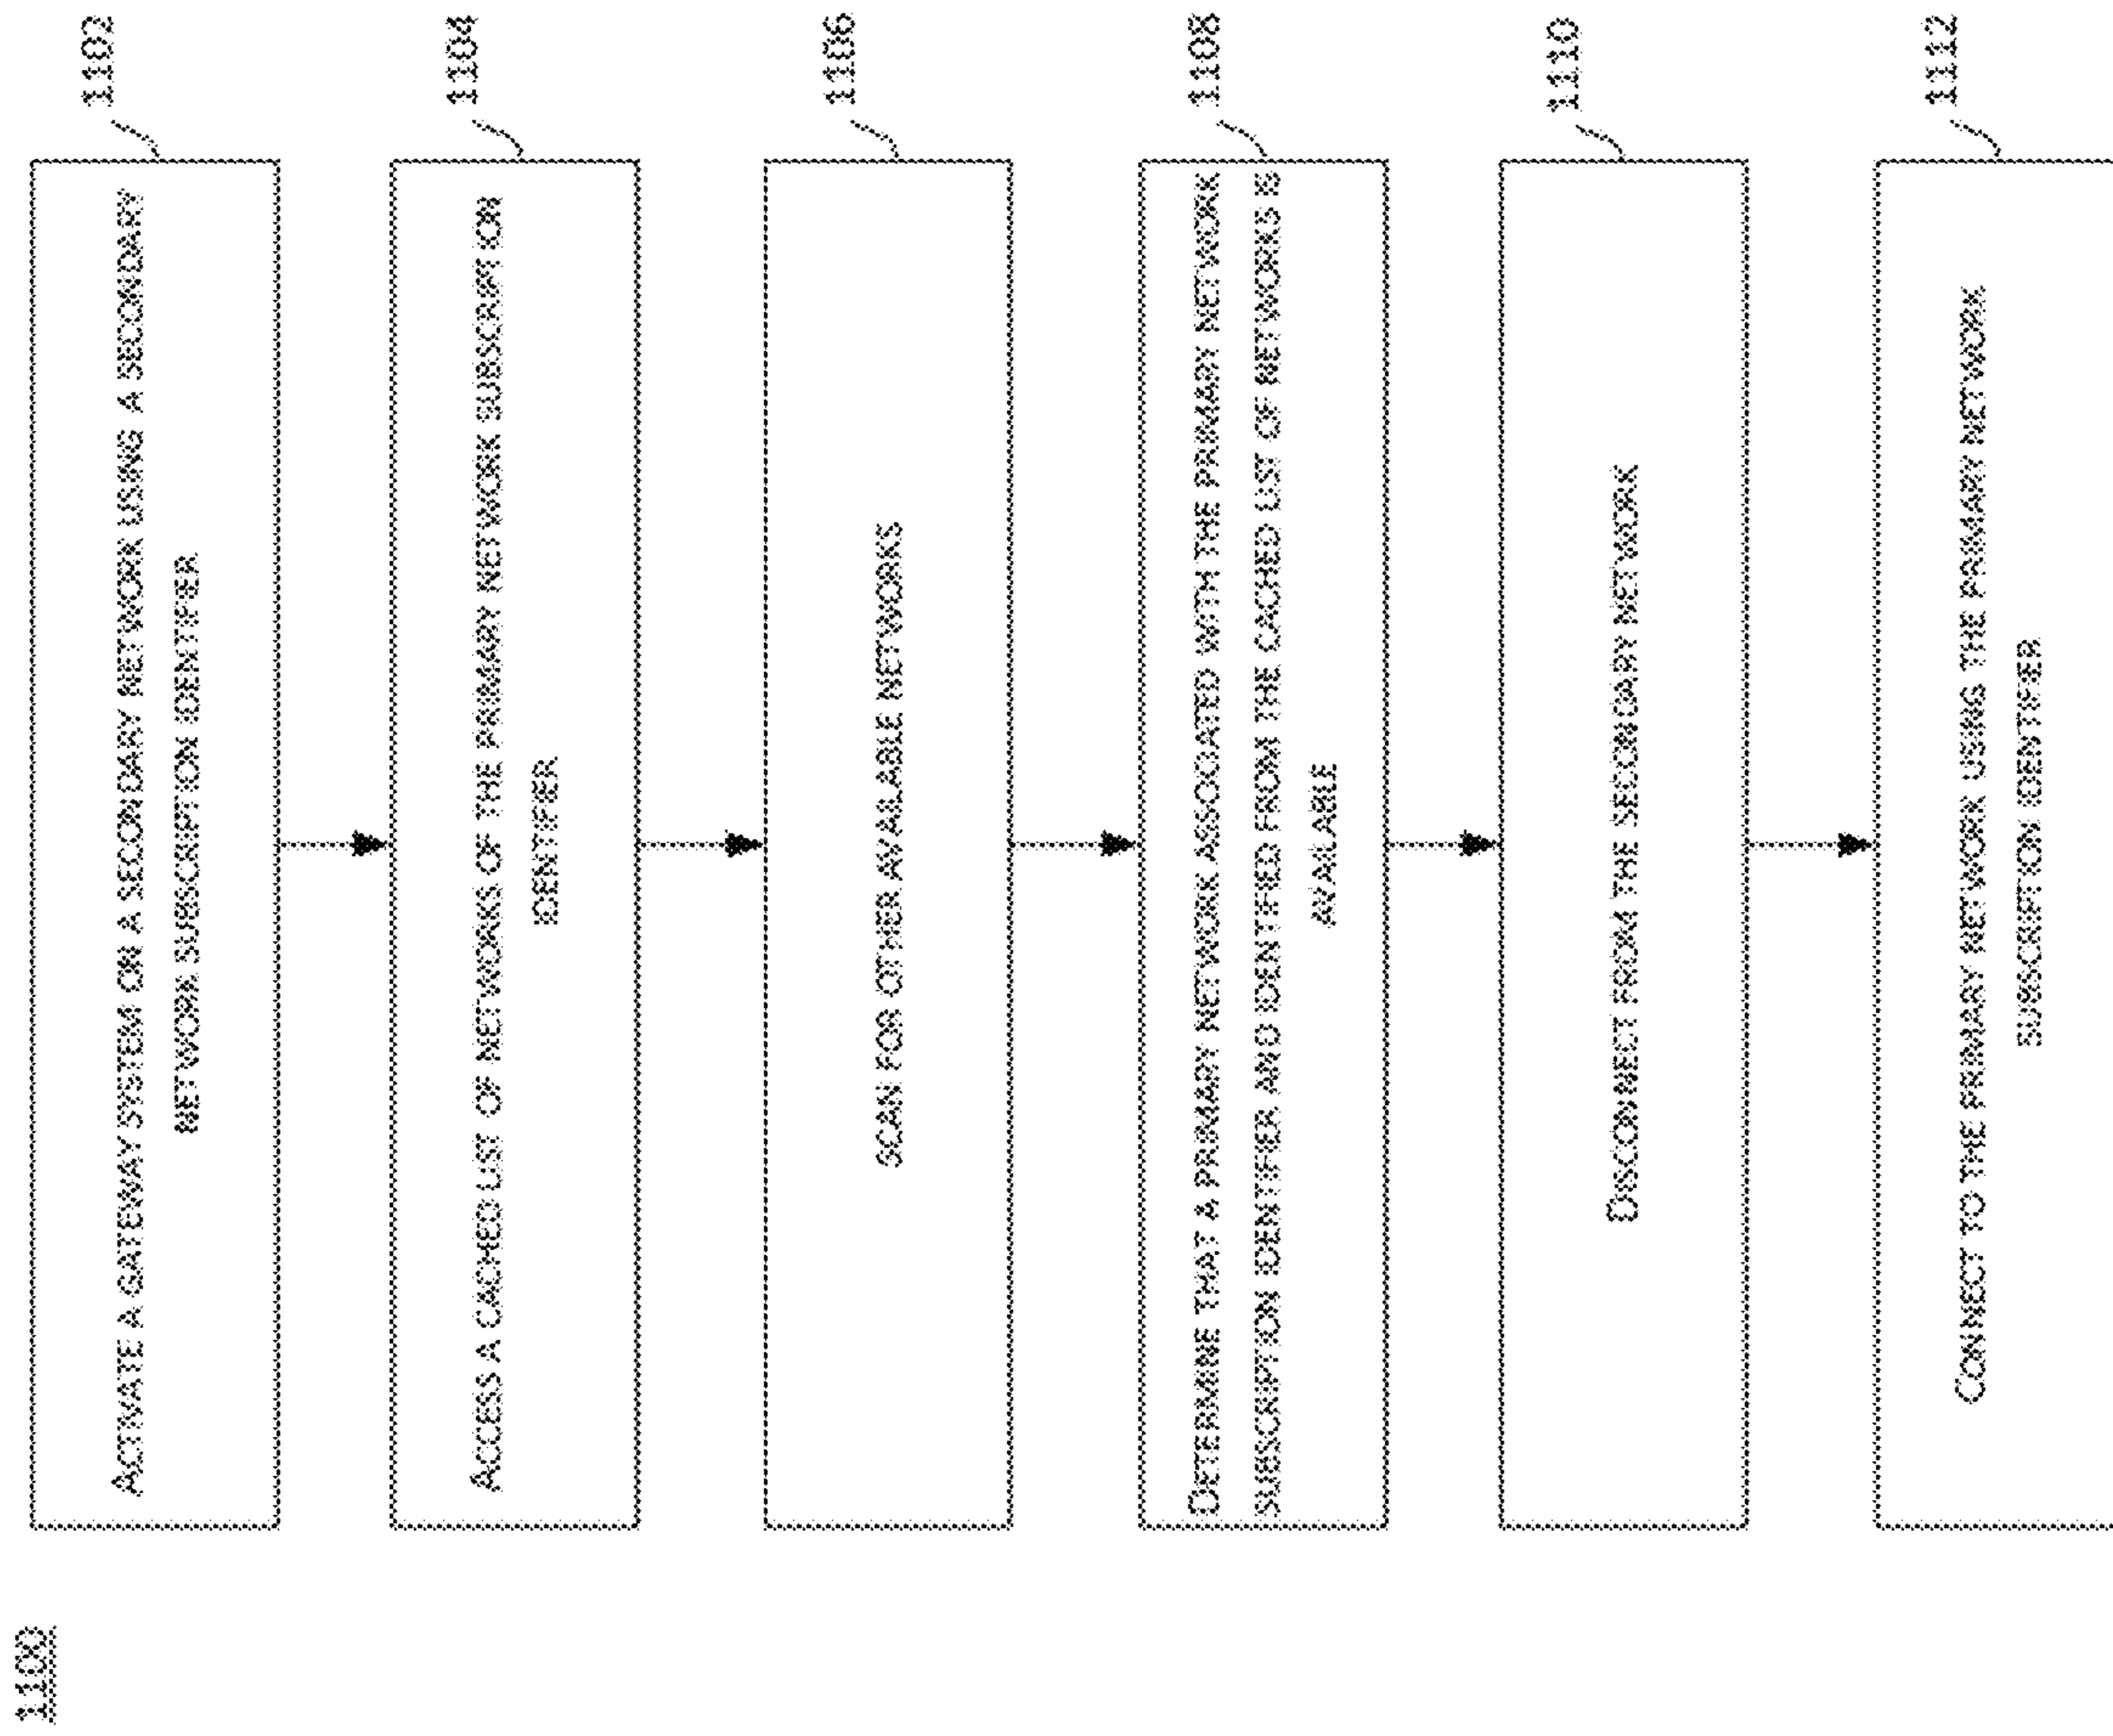 1100
ACTIVATE A GATEWAY SYSTEM ON A SECONDARY NETWORK USING A SECONDARY
NETWORK SUBSCRIPTION IDENTIFIER
1102
ACCESS A CACHED LIST OF NETWORKS OF THE PRIMARY NETWORK SUBSCRIPTION
IDENTIFIER
1104
SCAN FOR OTHER AVAILABLE NETWORKS
1106
DETERMINE THAT A PRIMARY NETWORK ASSOCIATED WITH THE PRIMARY NETWORK
SUBSCRIPTION IDENTIFIER AND IDENTIFIED FROM THE CACHED LIST OF NETWORKS IS
AVAILABLE
1108
DISCONNECT FROM THE SECONDARY NETWORK
1110
CONNECT TO THE PRIMARY NETWORK USING THE PRIMARY NETWORK
SUBSCRIPTION IDENTIFIER
1112